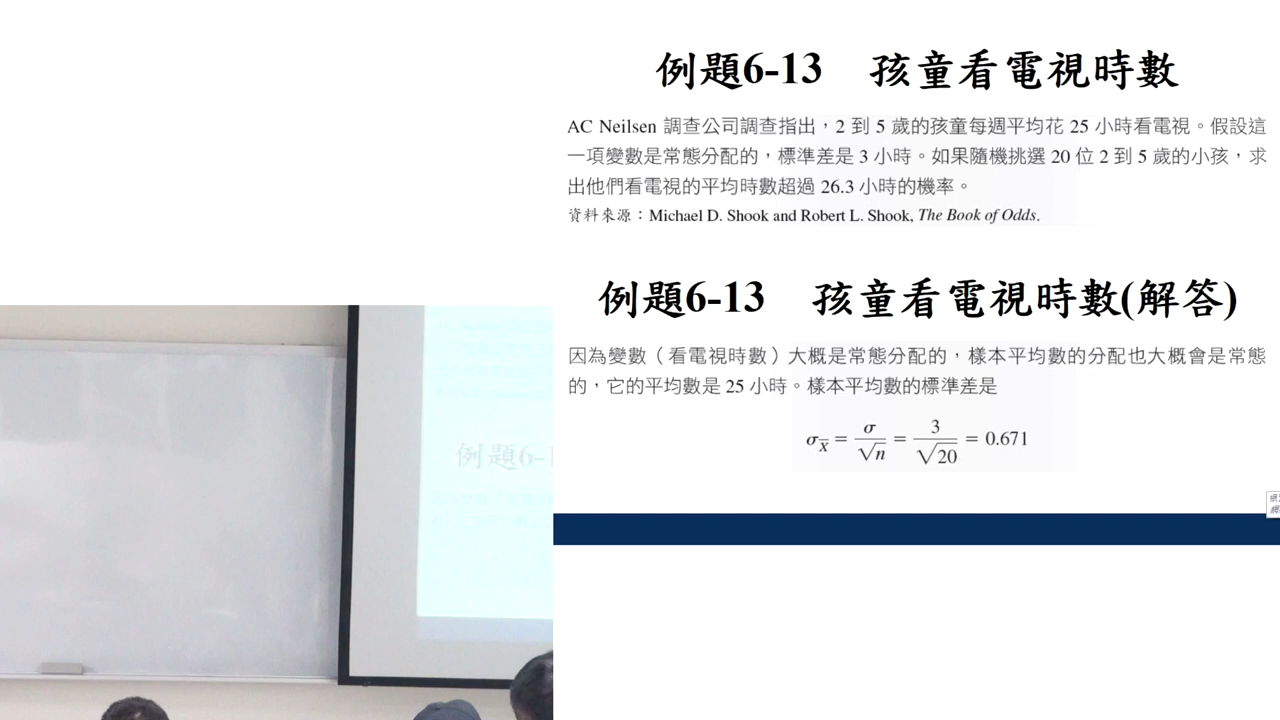 例題6-13 孩童看電視時數
AC Neilsen 調查公司調查指出，2 到 5 歲的孩童每週平均花 25 小時看電視。假設這
一項變數是常態分配的，標準差是 3 小時。如果隨機挑選 20 位 2 到 5 歲的小孩，求
出他們看電視的平均時數超過 26.3 小時的機率。
資料來源：Michael D. Shook and Robert L. Shook, The Book of Odds.
例題6-13 孩童看電視時數(解答)
因為變數（看電視時數）大概是常態分配的，樣本平均數的分配也大概會是常態
的，它的平均數是 25 小時。樣本平均數的標準差是
σ_X̅ = σ/√n = 3/√20 = 0.671
例題6-1